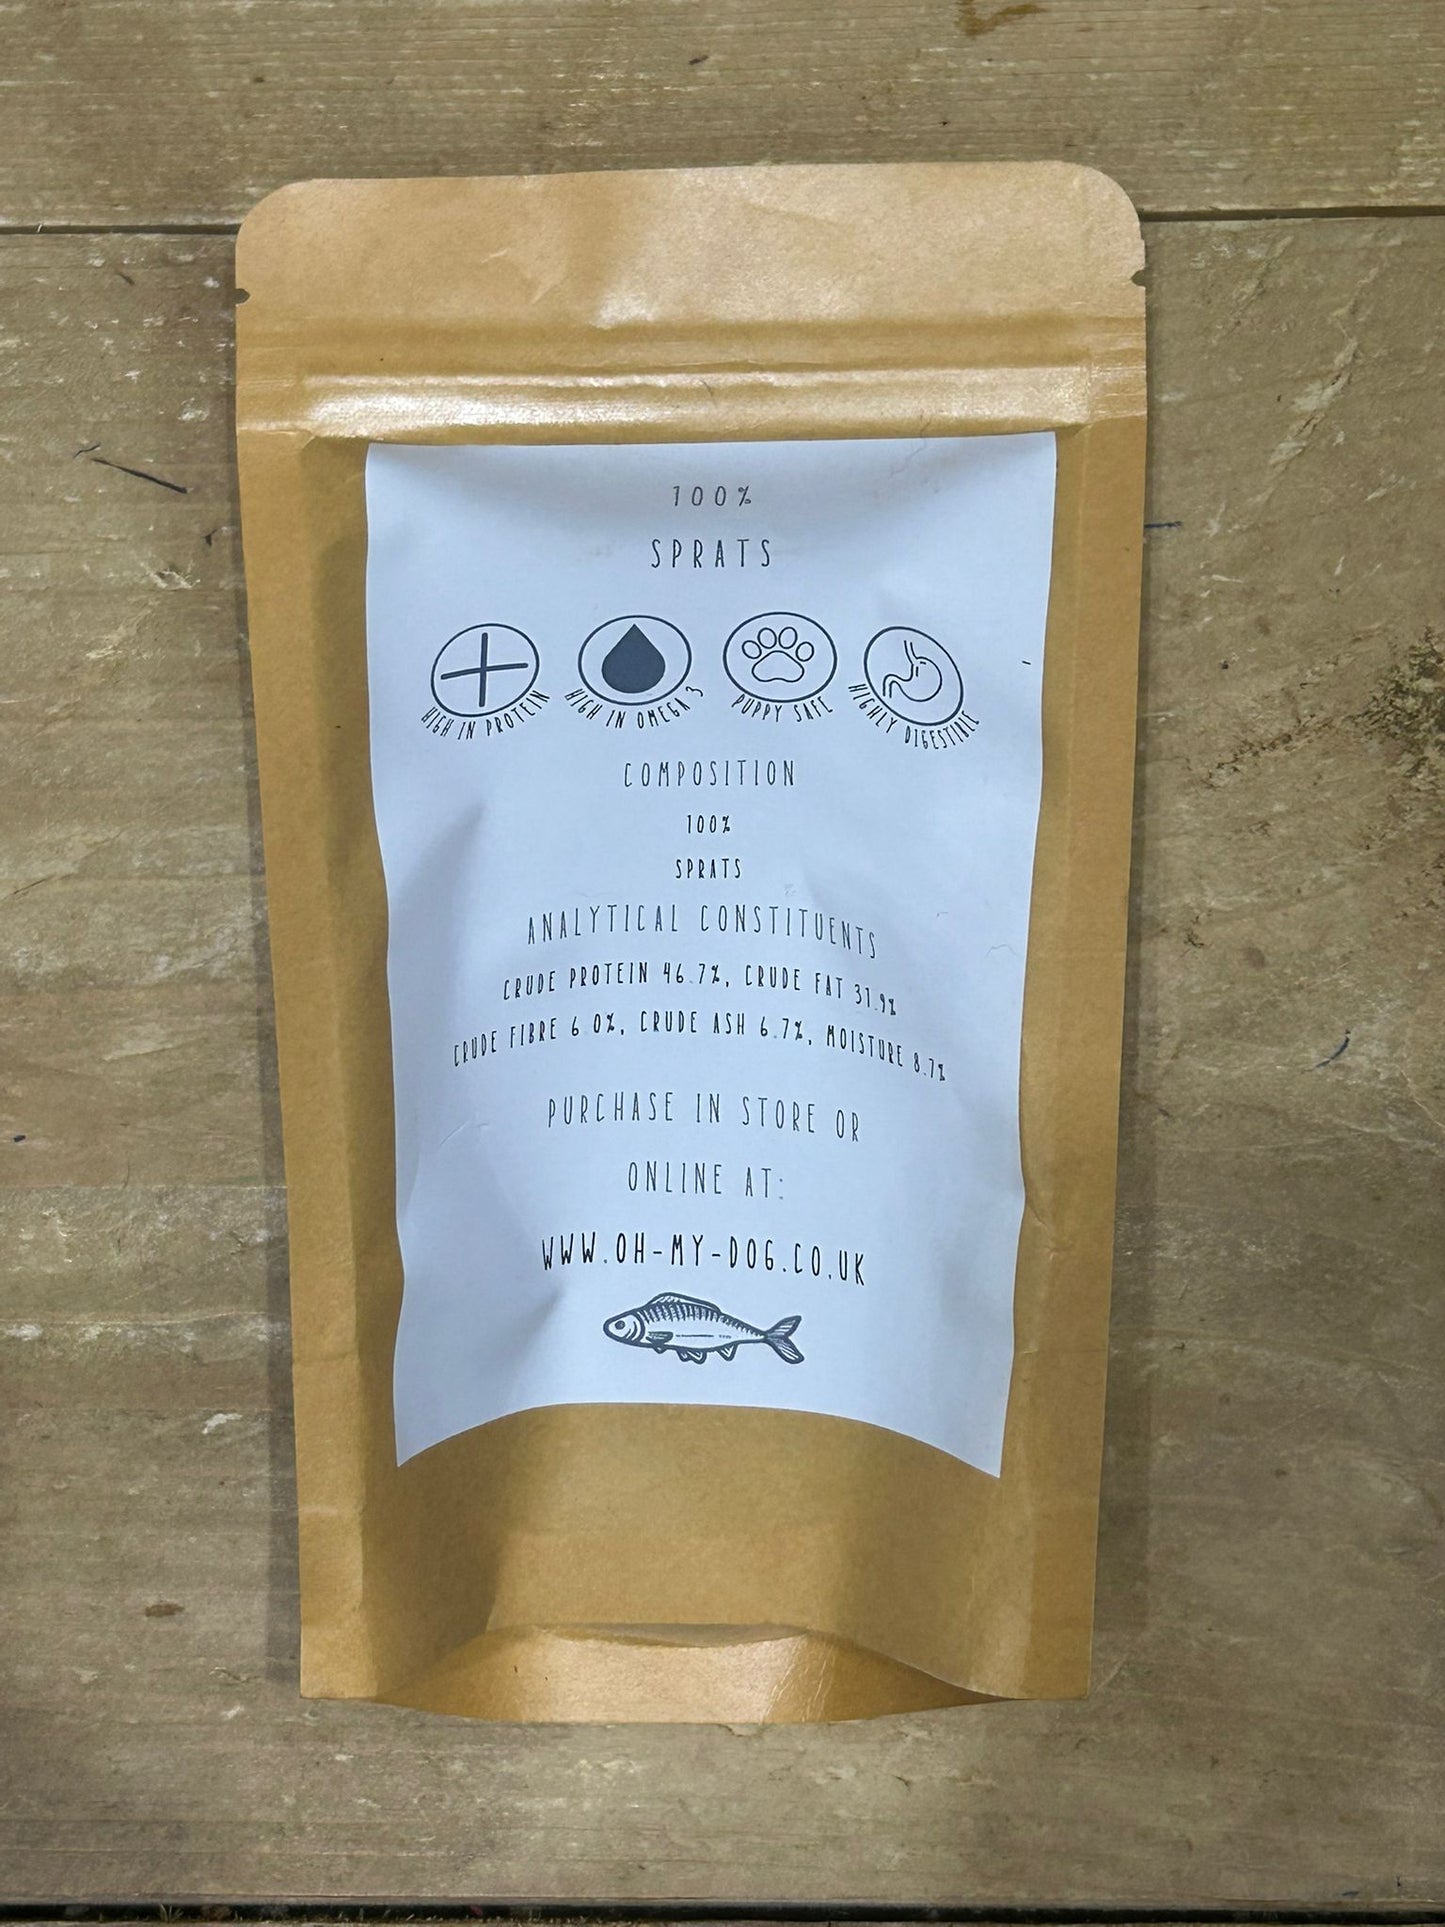 100%
SPRATS
HIGH IN PROTEIN
HIGH IN OMEGA 3
PUPPY SAFE
HIGHLY DIGESTIBLE
COMPOSITION
100%
SPRATS
ANALYTICAL CONSTITUENTS
CRUDE PROTEIN 46.7%, CRUDE FAT 31.9%
CRUDE FIBRE 6.0%, CRUDE ASH 6.7%, MOISTURE 8.7%
PURCHASE IN STORE OR
ONLINE AT:
WWW.OH-MY-DOG.CO.UK